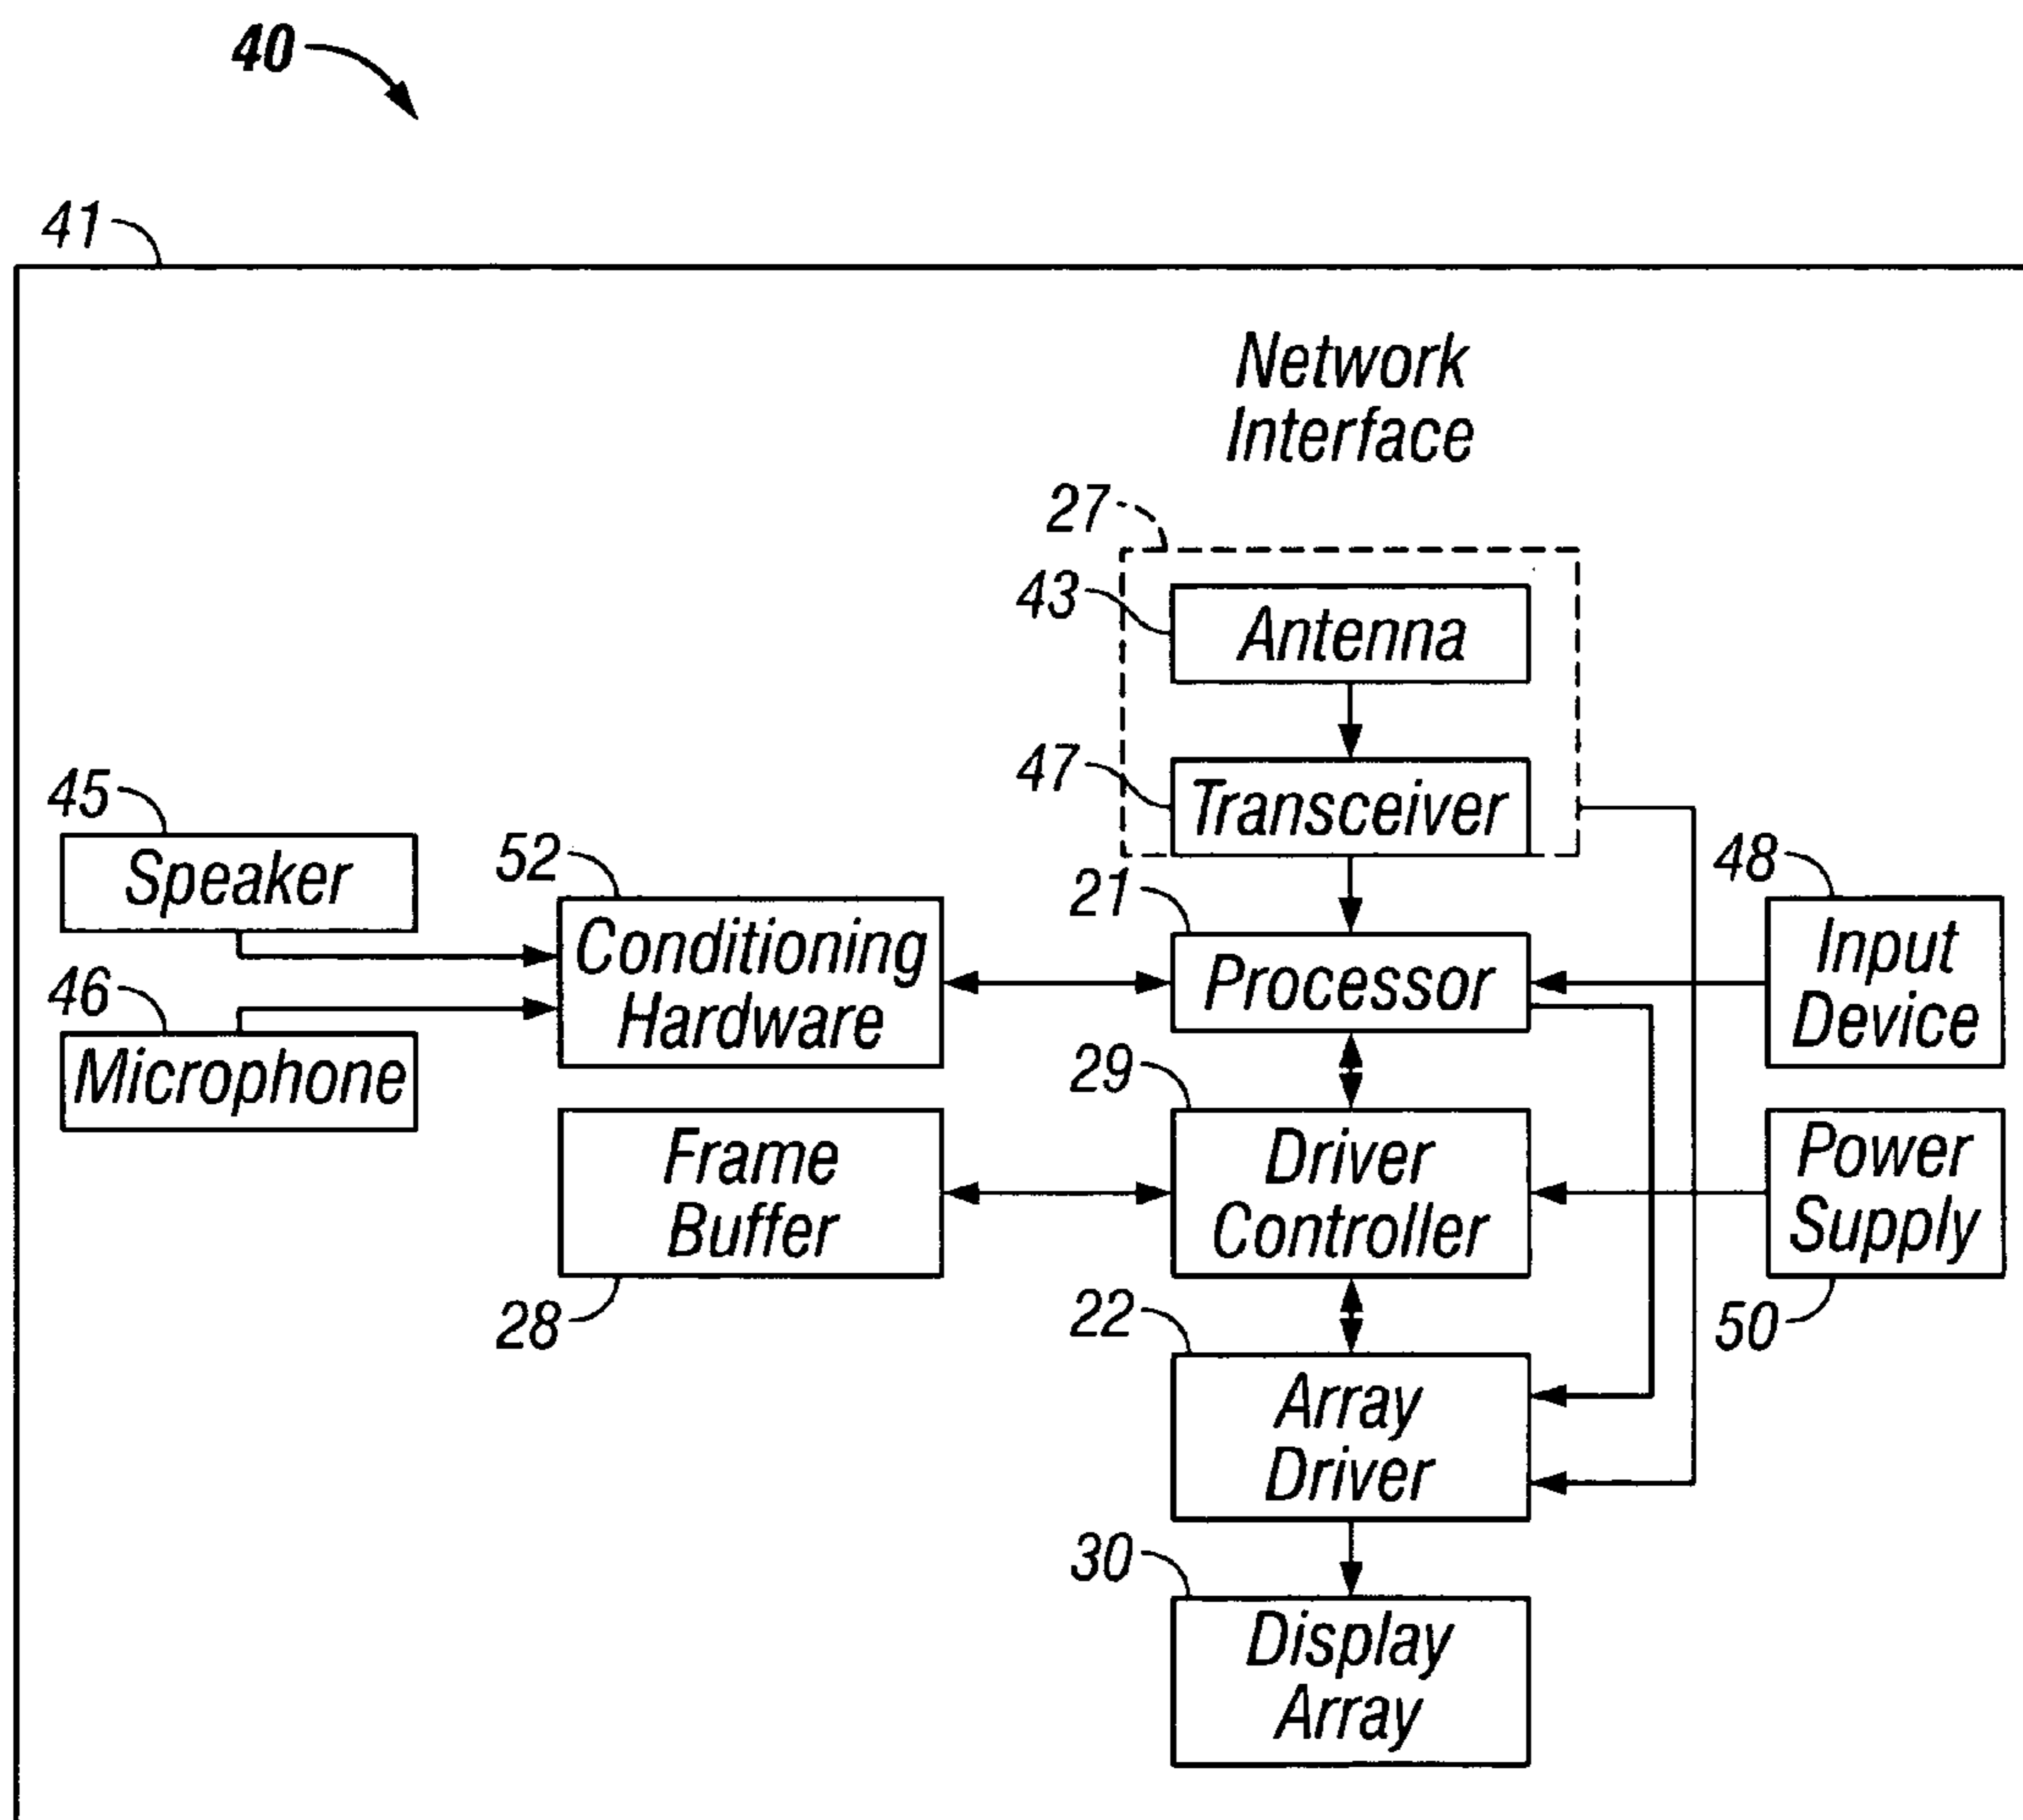 40
41
Network
Interface
27
43
Antenna
47
Transceiver
45
Speaker
52
Conditioning
Hardware
21
Processor
48
Input
Device
46
Microphone
29
Driver
Controller
Frame
Buffer
28
Power
Supply
50
22
Array
Driver
30
Display
Array